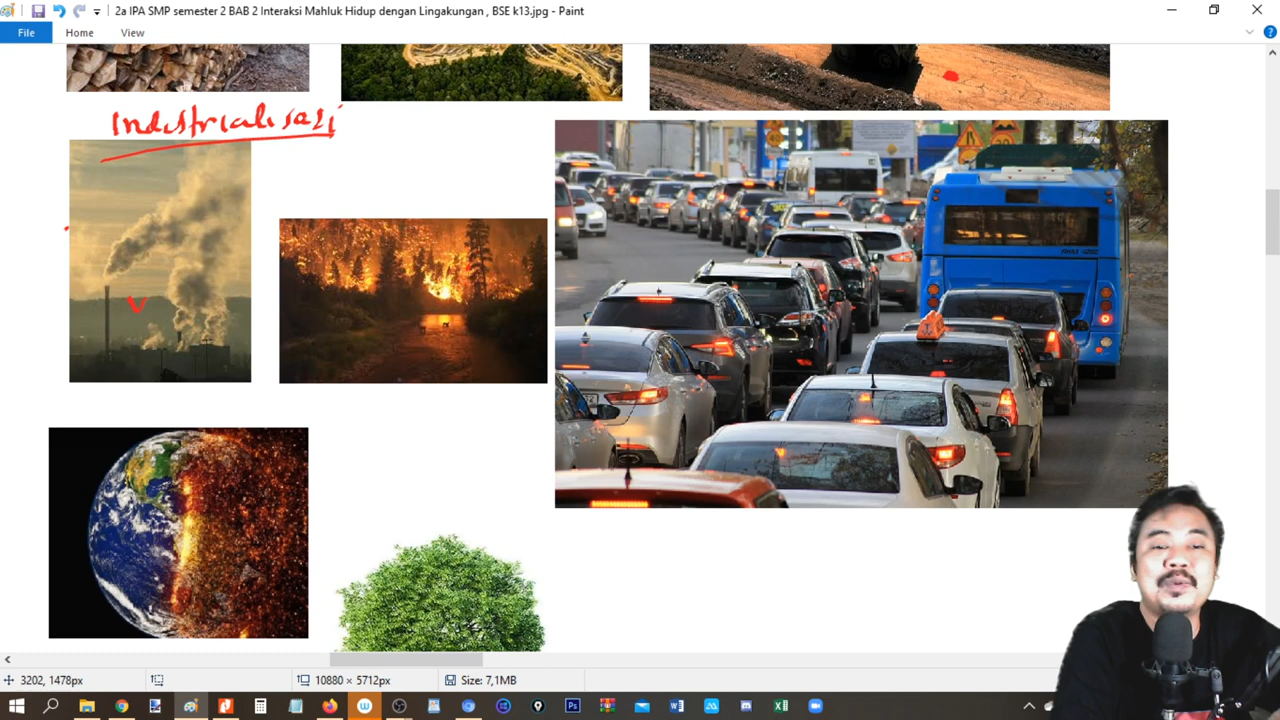 2a IPA SMP semester 2 BAB 2 Interaksi Mahluk Hidup dengan Lingakungan , BSE k13.jpg - Paint
File Home View
Industrialisasi
3202, 1478px
10880 × 5712px
Size: 7,1MB